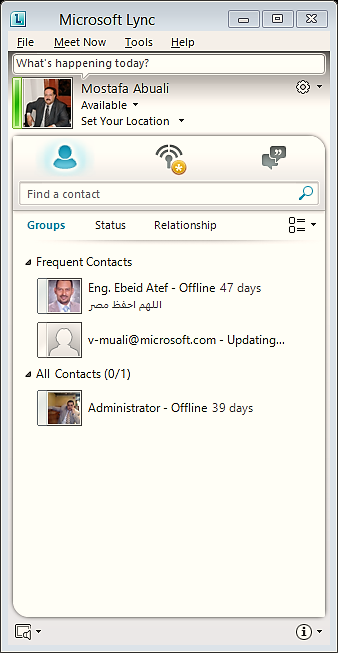 Microsoft Lync
File Meet Now Tools Help
What's happening today?
Mostafa Abuali
Available
Set Your Location
Find a contact
Groups Status Relationship
Frequent Contacts
Eng. Ebeid Atef - Offline 47 days
اللهم احفظ مصر
v-muali@microsoft.com - Updating...
All Contacts (0/1)
Administrator - Offline 39 days